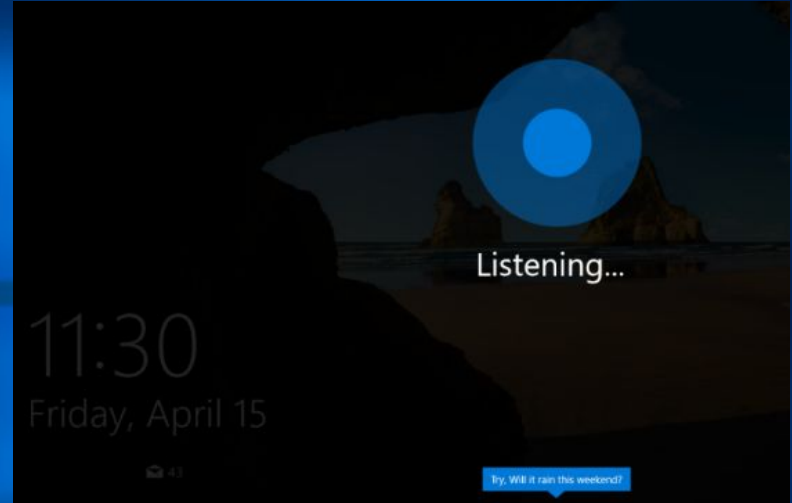 Listening...
11:30
Friday, April 15
43
Try, Will it rain this weekend?